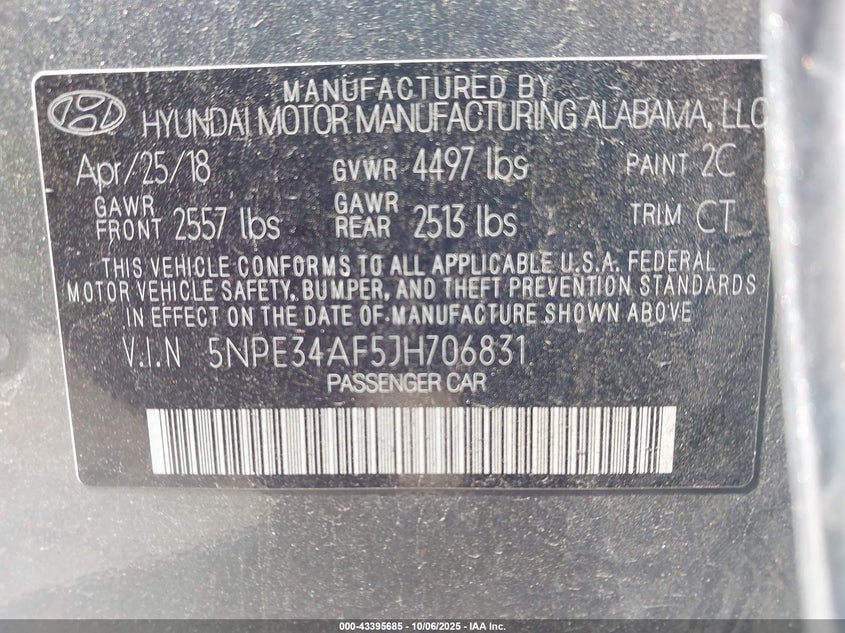 MANUFACTURED BY
HYUNDAI MOTOR MANUFACTURING ALABAMA, LLC
Apr/25/18 GVWR 4497 lbs PAINT 2C
GAWR FRONT 2557 lbs GAWR REAR 2513 lbs TRIM CT
THIS VEHICLE CONFORMS TO ALL APPLICABLE U.S.A. FEDERAL
MOTOR VEHICLE SAFETY, BUMPER, AND THEFT PREVENTION STANDARDS
IN EFFECT ON THE DATE OF MANUFACTURE SHOWN ABOVE
V.I.N 5NPE34AF5JH706831
PASSENGER CAR
000-43395685 - 10/06/2025 - IAA Inc.